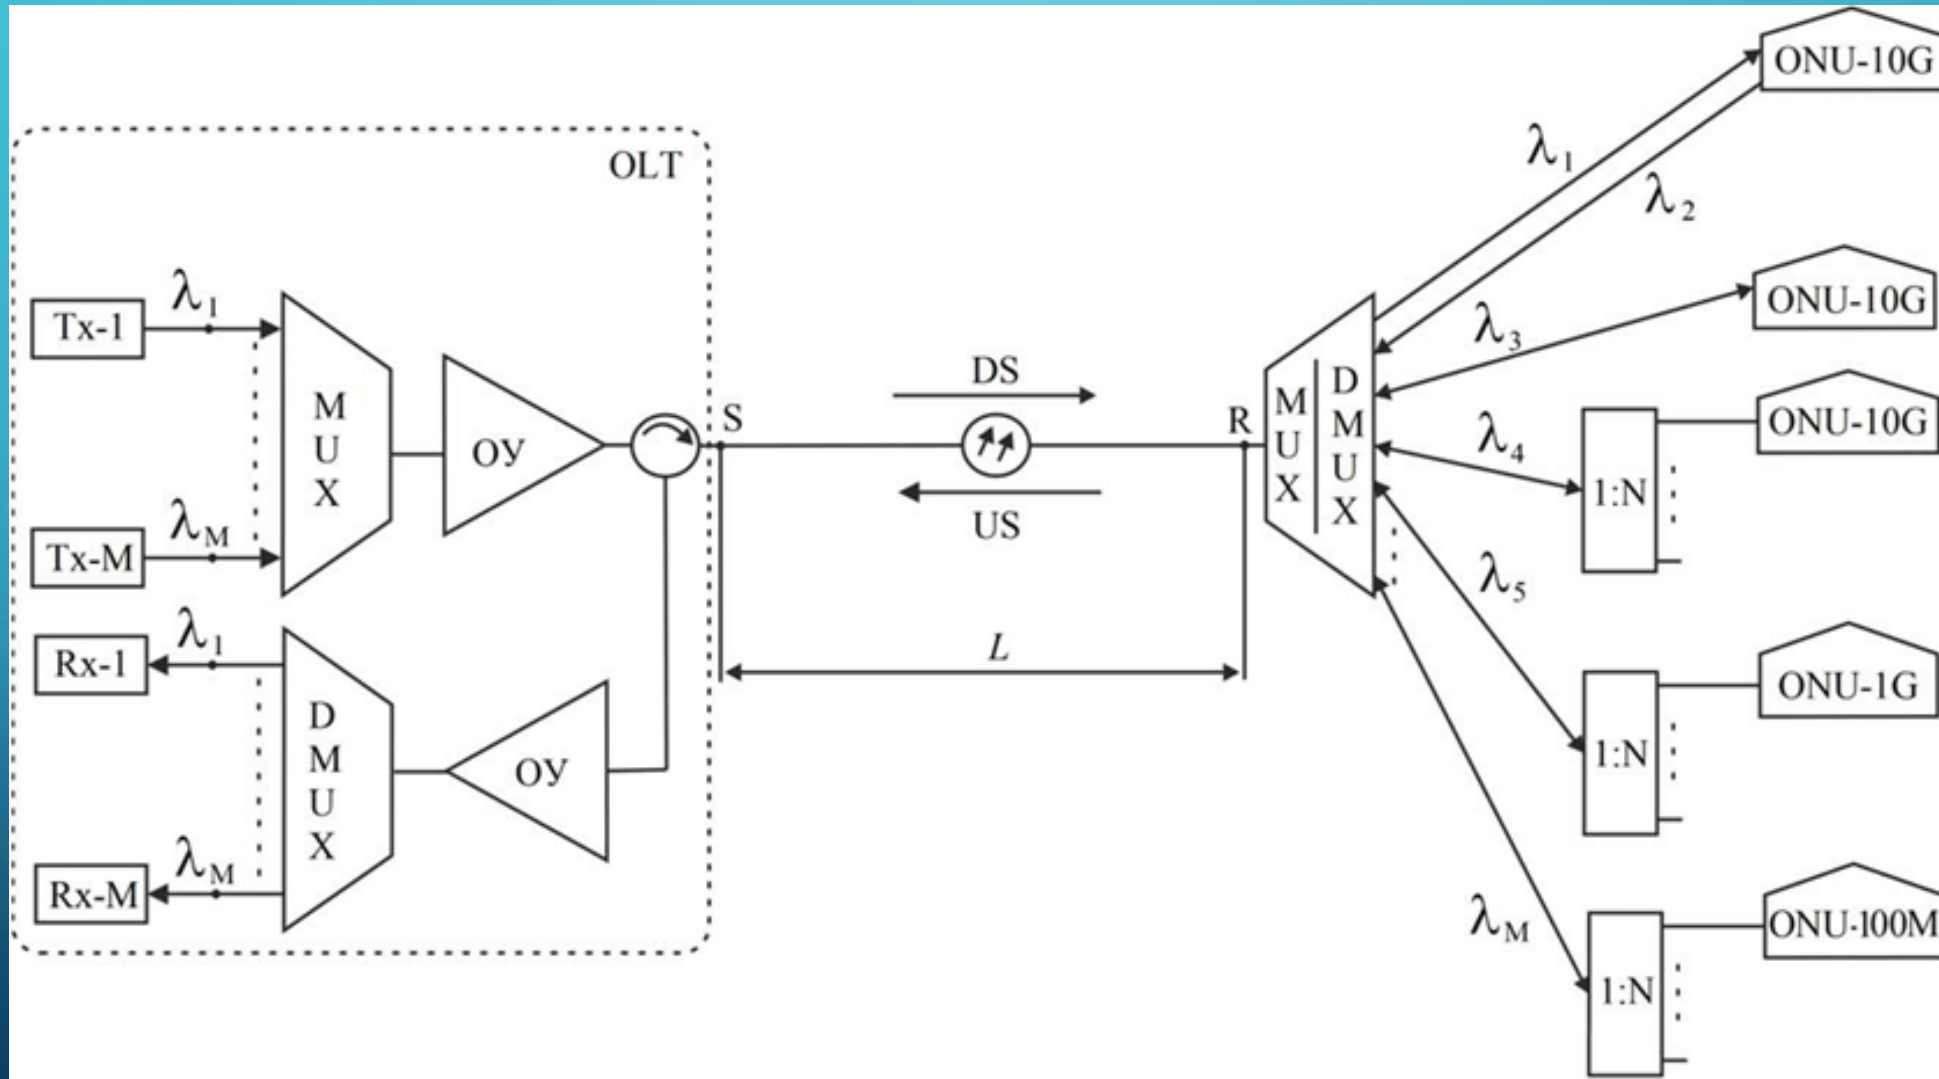 OLT
Tx-1
λ1
Tx-M
λM
MUX
ОУ
Rx-1
λ1
Rx-M
λM
DMUX
ОУ
S
DS
US
R
L
MUX
DMUX
λ1
λ2
λ3
λ4
λ5
λM
ONU-10G
ONU-10G
1:N
ONU-10G
1:N
ONU-1G
1:N
ONU-100M